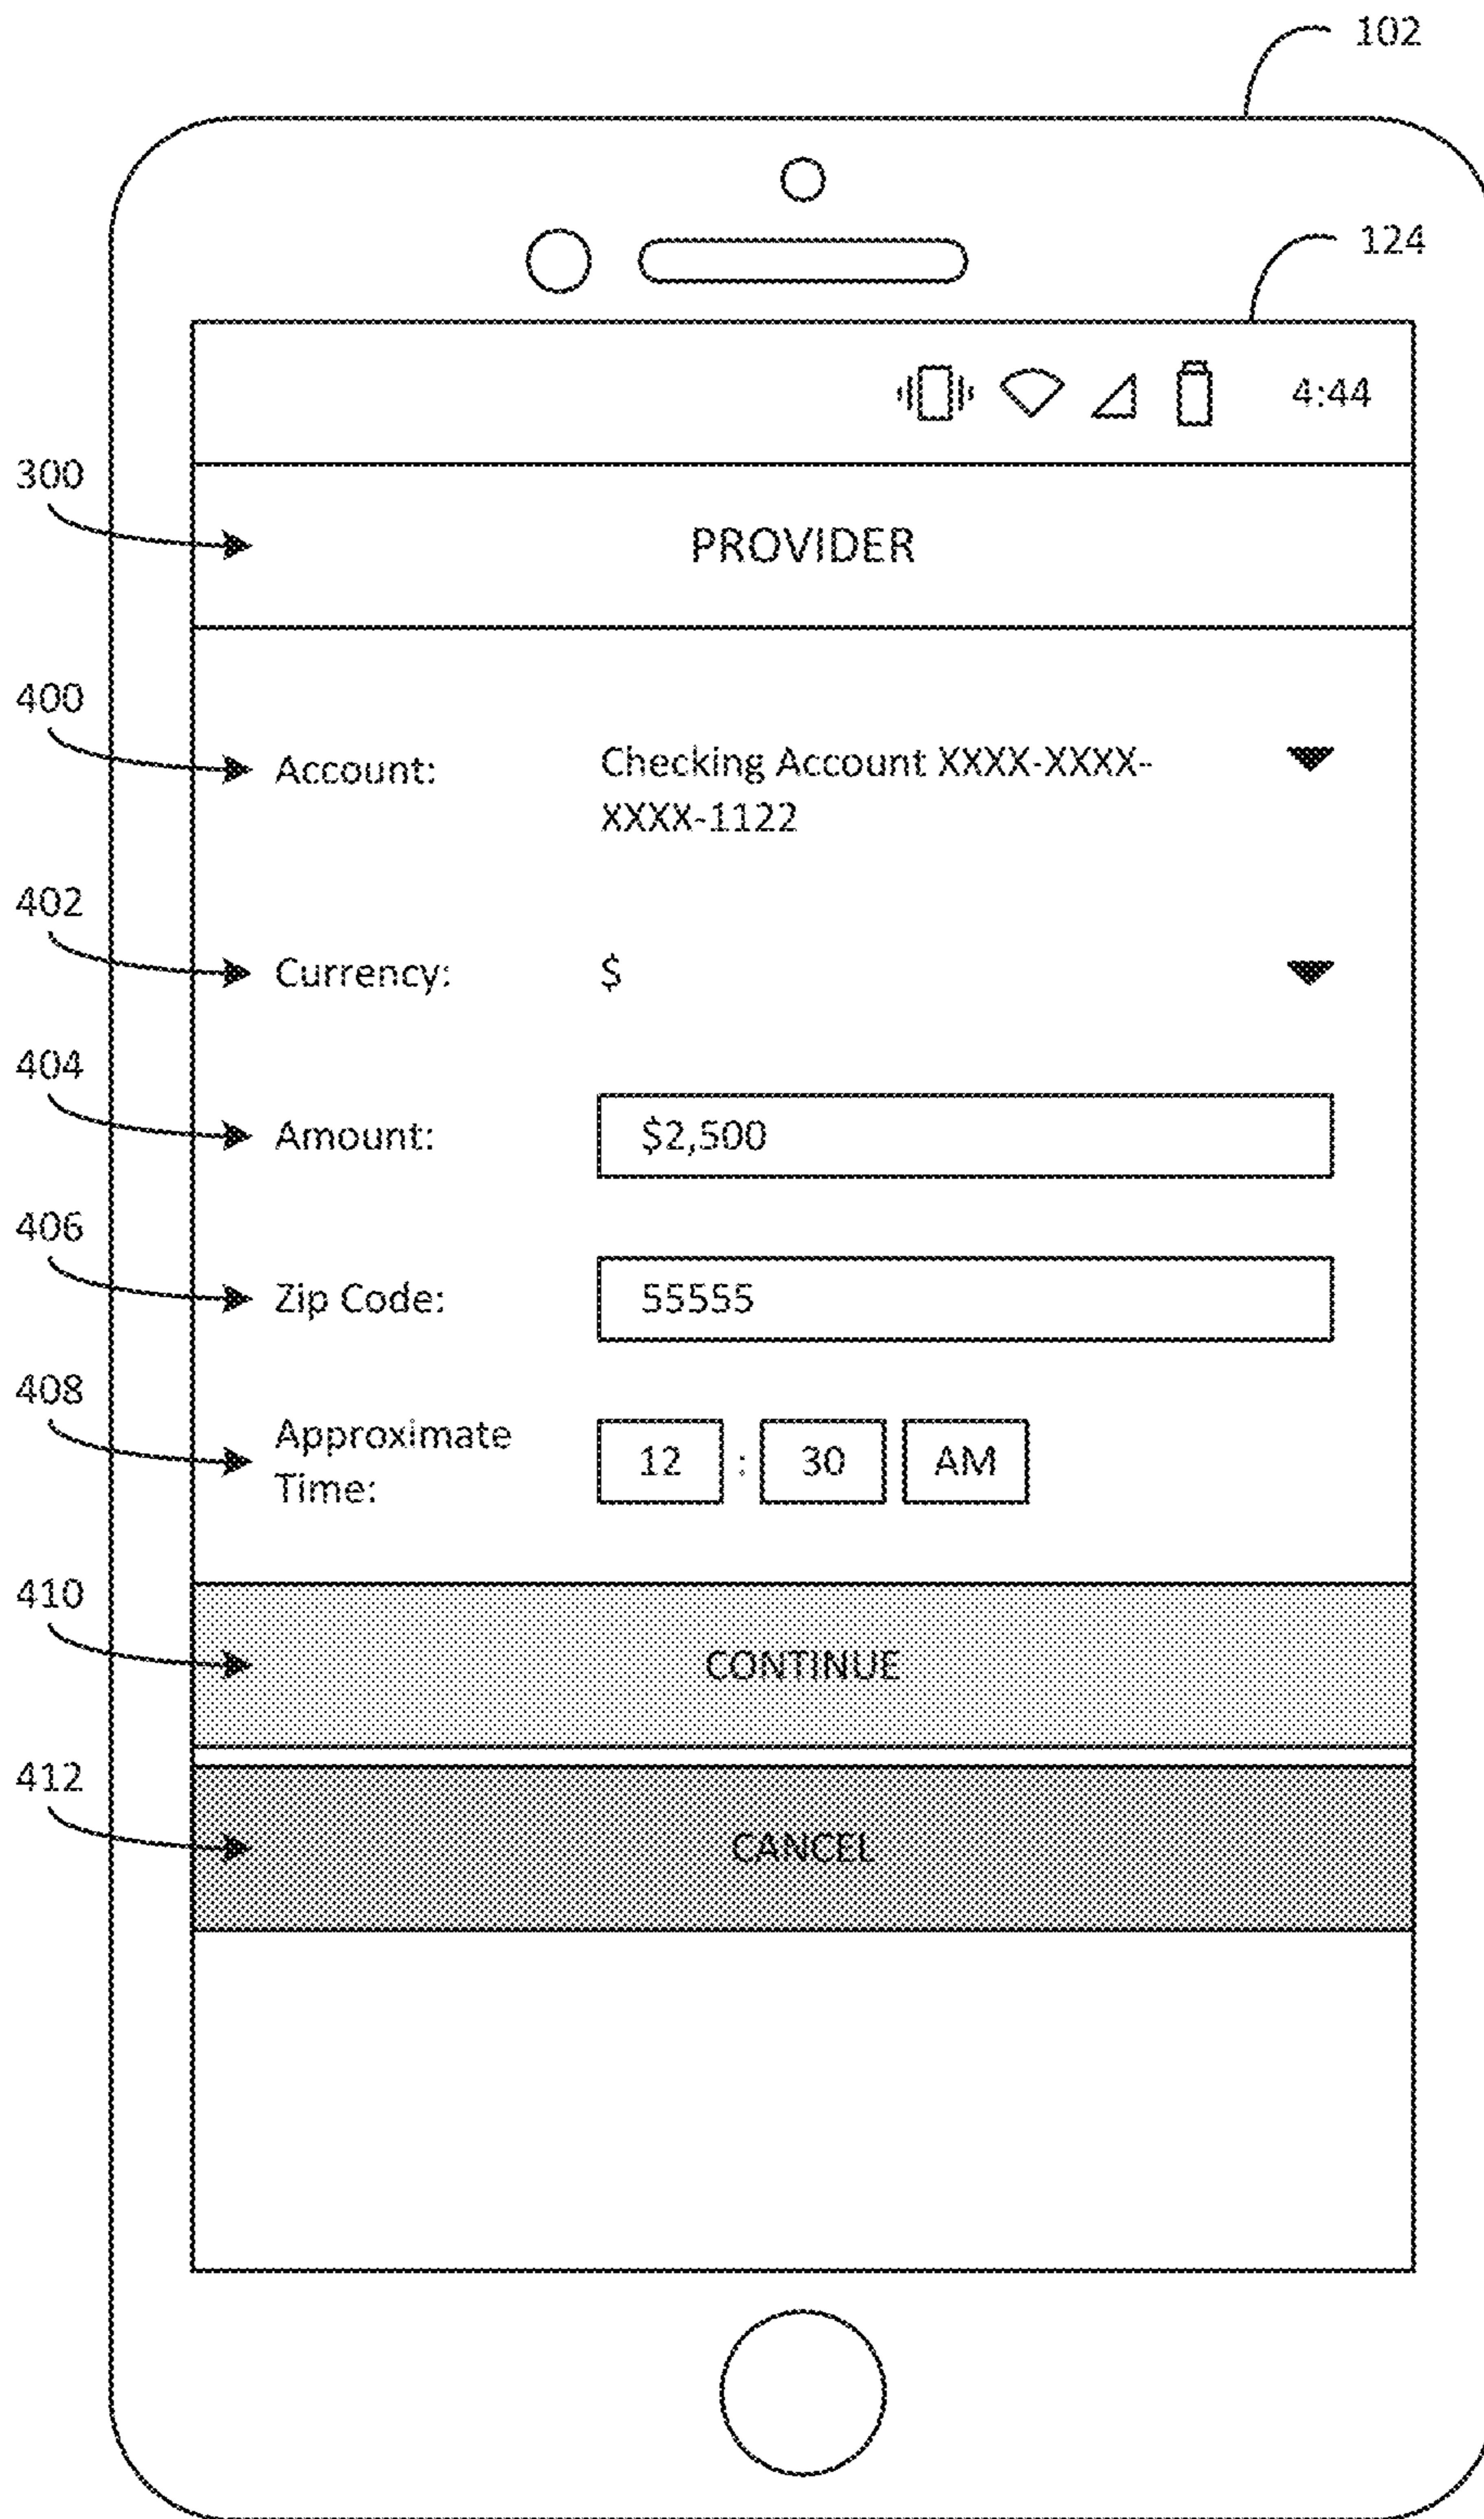 102
124
4:44
300
PROVIDER
400
Account: Checking Account XXXX-XXXX-
XXXX-1122
402
Currency: $
404
Amount: $2,500
406
Zip Code: 55555
408
Approximate
Time: 12 : 30 AM
410
CONTINUE
412
CANCEL